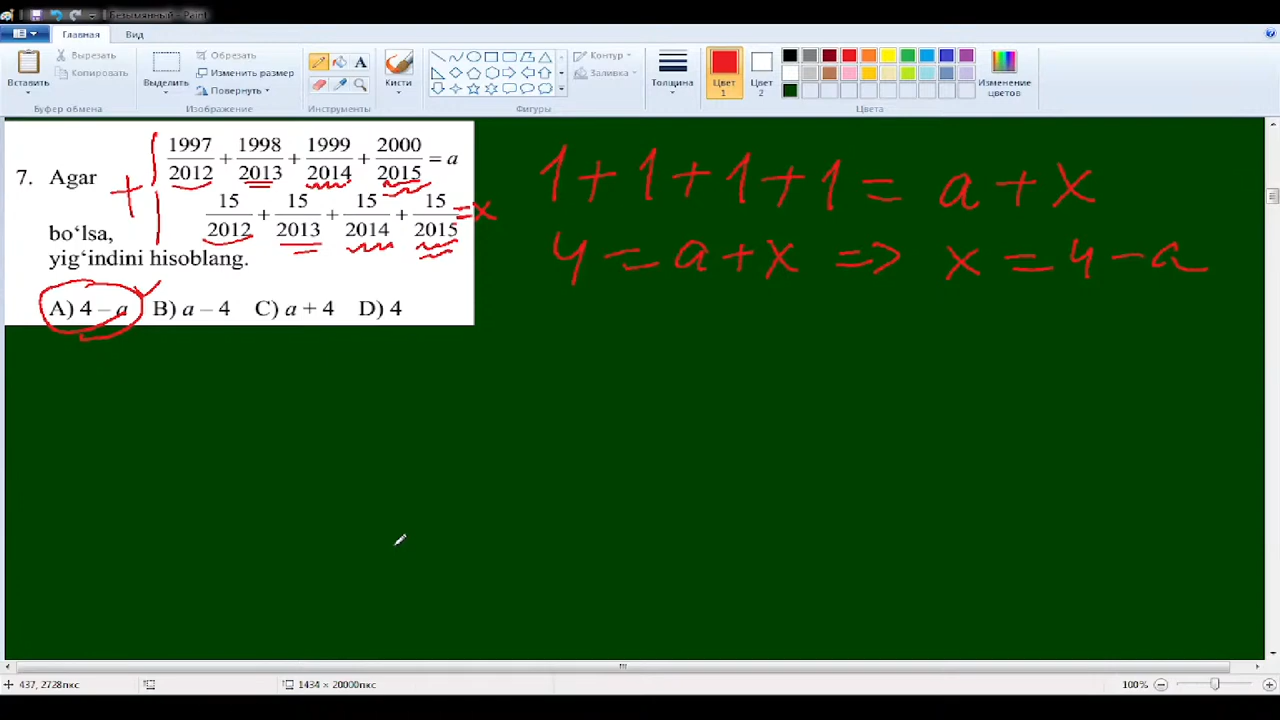 Безымянный - Paint
Главная Вид
Вставить
Вырезать
Копировать
Буфер обмена
Выделить
Обрезать
Изменить размер
Повернуть
Изображение
A
Инструменты
Кисти
Контур
Заливка
Фигуры
Толщина
Цвет 1
Цвет 2
Изменение цветов
Цвета
7. Agar 1997/2012 + 1998/2013 + 1999/2014 + 2000/2015 = a
+
bo‘lsa, 15/2012 + 15/2013 + 15/2014 + 15/2015 = x
yig‘indini hisoblang.
A) 4 – a B) a – 4 C) a + 4 D) 4
1+1+1+1 = a+x
4 = a+x => x = 4-a
437, 2728пкс
1434 × 20000пкс
100%